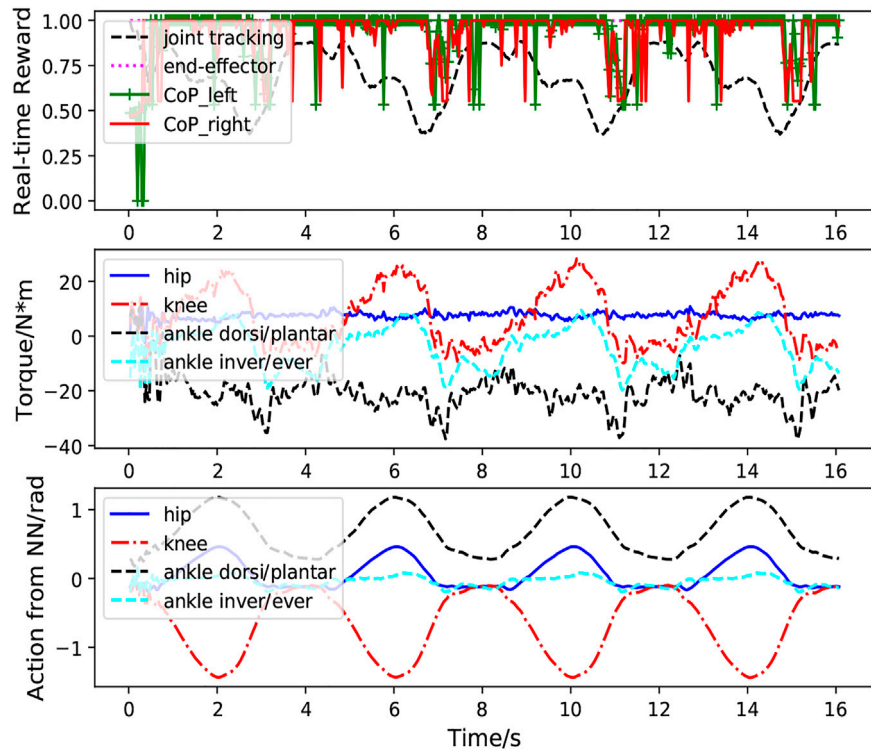 Real-time Reward
1.00
0.75
0.50
0.25
0.00
joint tracking
end-effector
CoP_left
CoP_right
0 2 4 6 8 10 12 14 16
Torque/N*m
20
0
−20
−40
hip
knee
ankle dorsi/plantar
ankle inver/ever
0 2 4 6 8 10 12 14 16
Action from NN/rad
1
0
−1
hip
knee
ankle dorsi/plantar
ankle inver/ever
0 2 4 6 8 10 12 14 16
Time/s